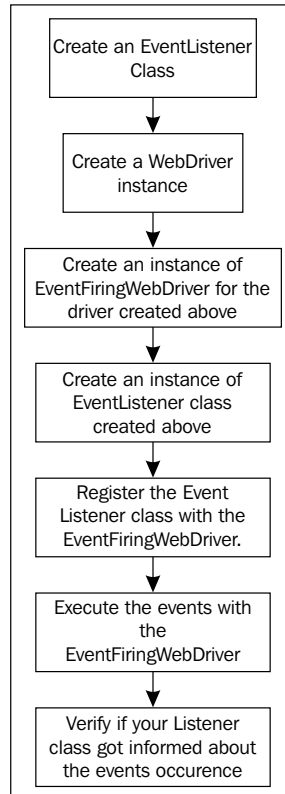 Create an EventListener
Class
Create a WebDriver
instance
Create an instance of
EventFiringWebDriver for the
driver created above
Create an instance of
EventListener class
created above
Register the Event
Listener class with the
EventFiringWebDriver.
Execute the events with
the
EventFiringWebDriver
Verify if your Listener
class got informed about
the events occurence